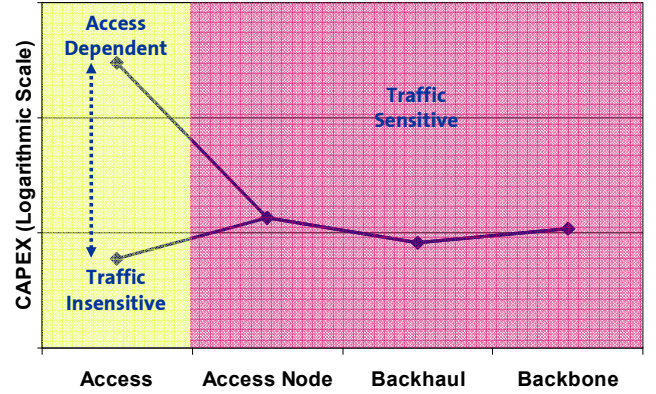 Access
Dependent
Traffic
Sensitive
Traffic
Insensitive
CAPEX (Logarithmic Scale)
Access
Access Node
Backhaul
Backbone